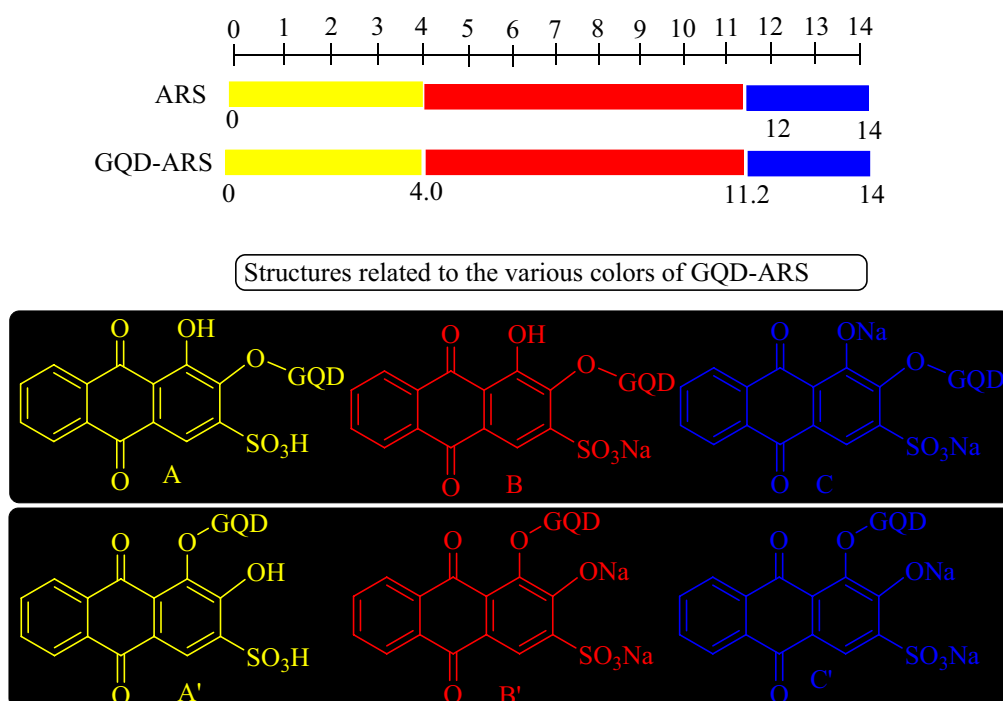 0 1 2 3 4 5 6 7 8 9 10 11 12 13 14
ARS
0 12 14
GQD-ARS
0 4.0 11.2 14
Structures related to the various colors of GQD-ARS
O OH O GQD SO₃H O A
O OH O GQD SO₃Na O B
O ONa O GQD SO₃Na O C
O O GQD OH SO₃H O A'
O O GQD ONa SO₃Na O B'
O O GQD ONa SO₃Na O C'